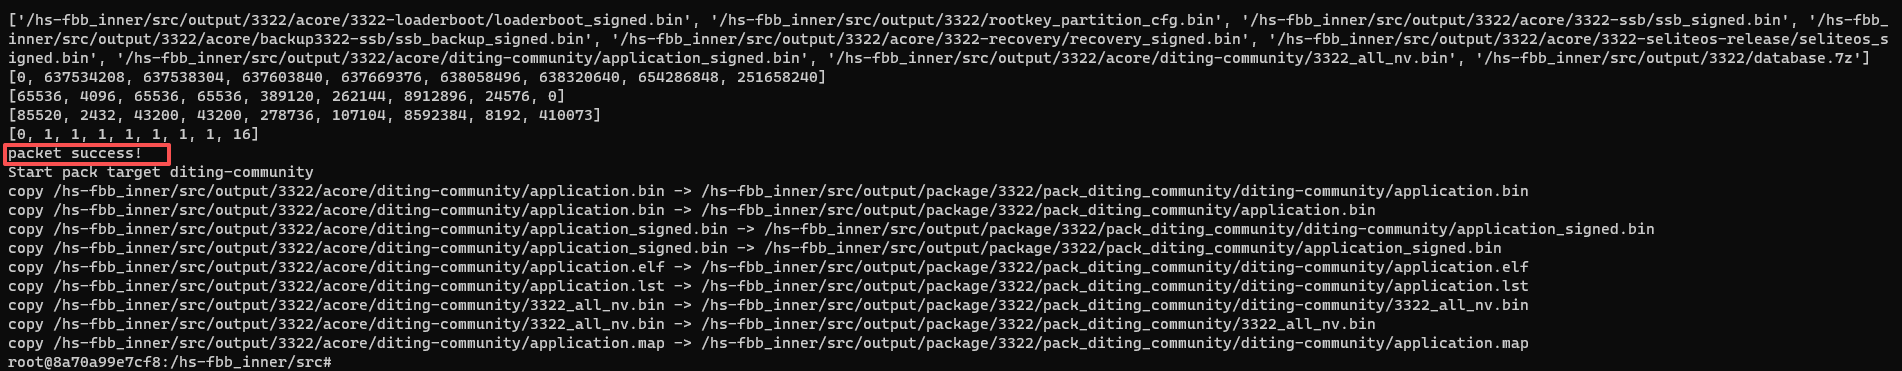 ['/hs-fbb_inner/src/output/3322/acore/3322-loaderboot/loaderboot_signed.bin', '/hs-fbb_inner/src/output/3322/rootkey_partition_cfg.bin', '/hs-fbb_inner/src/output/3322/acore/3322-ssb/ssb_signed.bin', '/hs-fbb_
inner/src/output/3322/acore/backup3322-ssb/ssb_backup_signed.bin', '/hs-fbb_inner/src/output/3322/acore/3322-recovery/recovery_signed.bin', '/hs-fbb_inner/src/output/3322/acore/3322-seliteos-release/seliteos_s
igned.bin', '/hs-fbb_inner/src/output/3322/acore/diting-community/application_signed.bin', '/hs-fbb_inner/src/output/3322/acore/diting-community/3322_all_nv.bin', '/hs-fbb_inner/src/output/3322/database.7z']
[0, 637534208, 637538304, 637603840, 637669376, 638058496, 638320640, 654286848, 251658240]
[65536, 4096, 65536, 65536, 389120, 262144, 8912896, 24576, 0]
[85520, 2432, 43200, 43200, 278736, 107104, 8592384, 8192, 410073]
[0, 1, 1, 1, 1, 1, 1, 1, 16]
packet success!
Start pack target diting-community
copy /hs-fbb_inner/src/output/3322/acore/diting-community/application.bin -> /hs-fbb_inner/src/output/package/3322/pack_diting_community/diting-community/application.bin
copy /hs-fbb_inner/src/output/3322/acore/diting-community/application.bin -> /hs-fbb_inner/src/output/package/3322/pack_diting_community/application.bin
copy /hs-fbb_inner/src/output/3322/acore/diting-community/application_signed.bin -> /hs-fbb_inner/src/output/package/3322/pack_diting_community/diting-community/application_signed.bin
copy /hs-fbb_inner/src/output/3322/acore/diting-community/application_signed.bin -> /hs-fbb_inner/src/output/package/3322/pack_diting_community/application_signed.bin
copy /hs-fbb_inner/src/output/3322/acore/diting-community/application.elf -> /hs-fbb_inner/src/output/package/3322/pack_diting_community/diting-community/application.elf
copy /hs-fbb_inner/src/output/3322/acore/diting-community/application.lst -> /hs-fbb_inner/src/output/package/3322/pack_diting_community/diting-community/application.lst
copy /hs-fbb_inner/src/output/3322/acore/diting-community/3322_all_nv.bin -> /hs-fbb_inner/src/output/package/3322/pack_diting_community/diting-community/3322_all_nv.bin
copy /hs-fbb_inner/src/output/3322/acore/diting-community/3322_all_nv.bin -> /hs-fbb_inner/src/output/package/3322/pack_diting_community/3322_all_nv.bin
copy /hs-fbb_inner/src/output/3322/acore/diting-community/application.map -> /hs-fbb_inner/src/output/package/3322/pack_diting_community/diting-community/application.map
root@8a70a99e7cf8:/hs-fbb_inner/src#